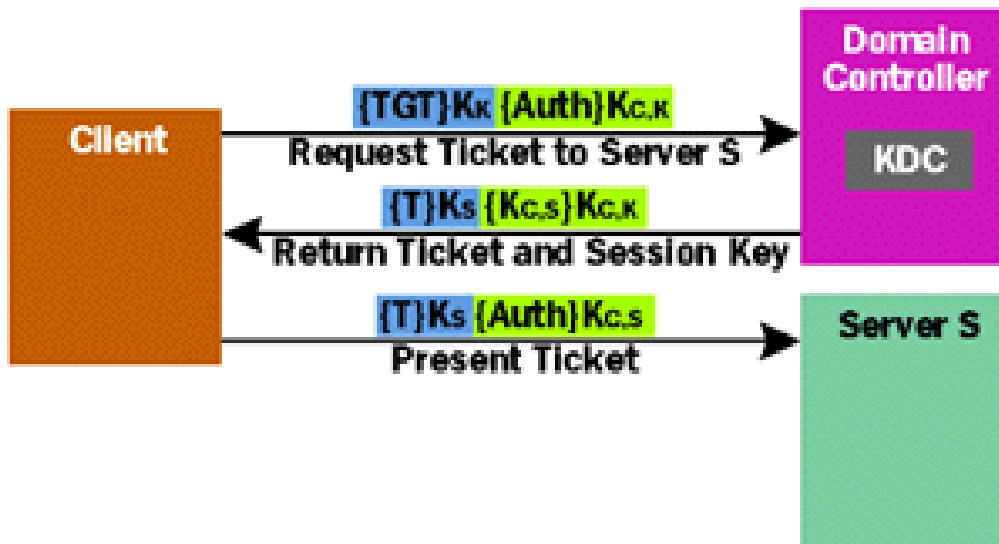 Client
{TGT}KK {Auth}KC,K
Request Ticket to Server S
{T}KS {KC,S}KC,K
Return Ticket and Session Key
{T}KS {Auth}KC,S
Present Ticket
Domain
Controller
KDC
Server S